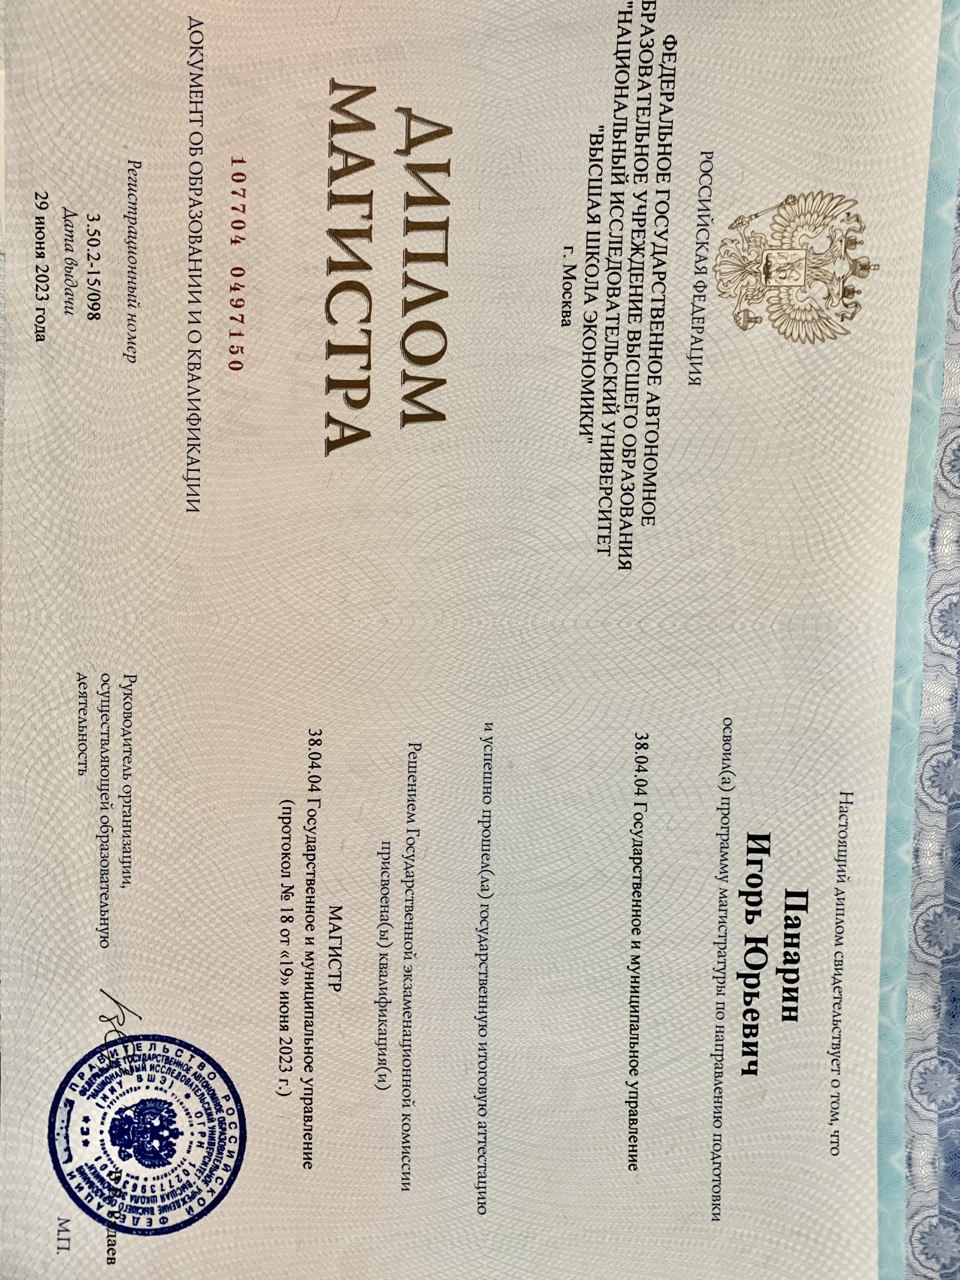 РОССИЙСКАЯ ФЕДЕРАЦИЯ
ФЕДЕРАЛЬНОЕ ГОСУДАРСТВЕННОЕ АВТОНОМНОЕ
БРАЗОВАТЕЛЬНОЕ УЧРЕЖДЕНИЕ ВЫСШЕГО ОБРАЗОВАНИЯ
"НАЦИОНАЛЬНЫЙ ИССЛЕДОВАТЕЛЬСКИЙ УНИВЕРСИТЕТ
"ВЫСШАЯ ШКОЛА ЭКОНОМИКИ"
г. Москва
ДИПЛОМ
МАГИСТРА
107704 0497150
ДОКУМЕНТ ОБ ОБРАЗОВАНИИ И О КВАЛИФИКАЦИИ
Регистрационный номер
3.50.2-15/098
Дата выдачи
29 июня 2023 года
Настоящий диплом свидетельствует о том, что
Панарин
Игорь Юрьевич
освоил(а) программу магистратуры по направлению подготовки
38.04.04 Государственное и муниципальное управление
и успешно прошел(ла) государственную итоговую аттестацию
Решением Государственной экзаменационной комиссии
присвоена(ы) квалификация(и)
МАГИСТР
38.04.04 Государственное и муниципальное управление
(протокол № 18 от «19» июня 2023 г.)
Руководитель организации,
осуществляющей образовательную
деятельность
ПРАВИТЕЛЬСТВО РОССИЙСКОЙ ФЕДЕРАЦИИ
ФЕДЕРАЛЬНОЕ ГОСУДАРСТВЕННОЕ АВТОНОМНОЕ ОБРАЗОВАТЕЛЬНОЕ УЧРЕЖДЕНИЕ ВЫСШЕГО ОБРАЗОВАНИЯ
"НАЦИОНАЛЬНЫЙ ИССЛЕДОВАТЕЛЬСКИЙ УНИВЕРСИТЕТ "ВЫСШАЯ ШКОЛА ЭКОНОМИКИ"
(НИУ ВШЭ)
ОГРН
М.П.